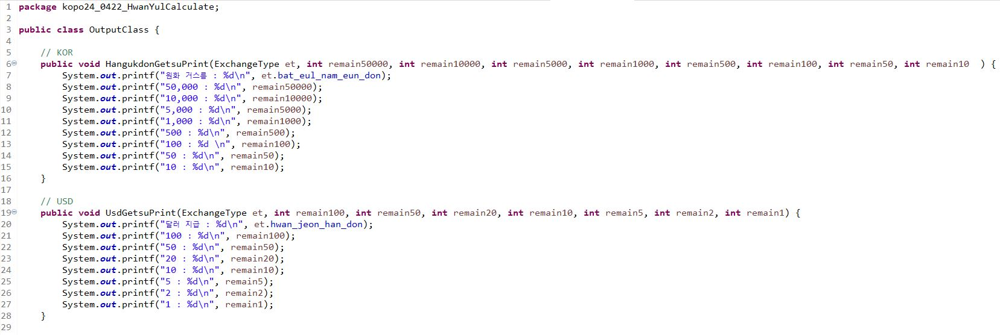 1 package kopo24_0422_HwanYulCalculate;
2
3 public class OutputClass {
4
5     // KOR
6     public void HangukdonGetsuPrint(ExchangeType et, int remain50000, int remain10000, int remain5000, int remain1000, int remain500, int remain100, int remain50, int remain10  ) {
7         System.out.printf("원화 거스름 : %d\n", et.bat_eul_nam_eun_don);
8         System.out.printf("50,000 : %d\n", remain50000);
9         System.out.printf("10,000 : %d\n", remain10000);
10         System.out.printf("5,000 : %d\n", remain5000);
11         System.out.printf("1,000 : %d\n", remain1000);
12         System.out.printf("500 : %d\n", remain500);
13         System.out.printf("100 : %d \n", remain100);
14         System.out.printf("50 : %d\n", remain50);
15         System.out.printf("10 : %d\n", remain10);
16     }
17
18     // USD
19     public void UsdGetsuPrint(ExchangeType et, int remain100, int remain50, int remain20, int remain10, int remain5, int remain2, int remain1) {
20         System.out.printf("달러 지급 : %d\n", et.hwan_jeon_han_don);
21         System.out.printf("100 : %d\n", remain100);
22         System.out.printf("50 : %d\n", remain50);
23         System.out.printf("20 : %d\n", remain20);
24         System.out.printf("10 : %d\n", remain10);
25         System.out.printf("5 : %d\n", remain5);
26         System.out.printf("2 : %d\n", remain2);
27         System.out.printf("1 : %d\n", remain1);
28     }
29